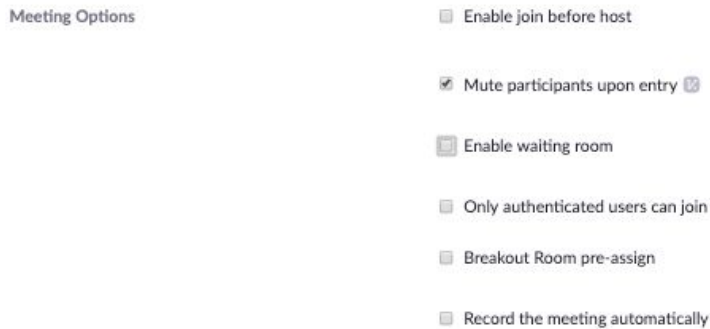 Meeting Options
Enable join before host
Mute participants upon entry
Enable waiting room
Only authenticated users can join
Breakout Room pre-assign
Record the meeting automatically